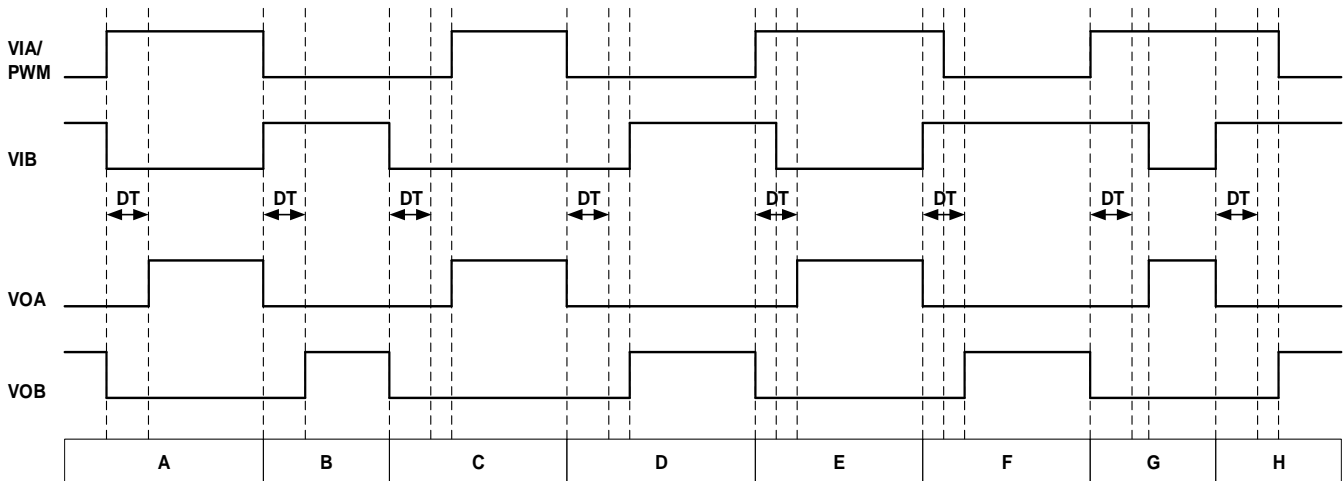 VIA/
PWM
VIB
DT DT DT DT DT DT DT DT
VOA
VOB
A B C D E F G H